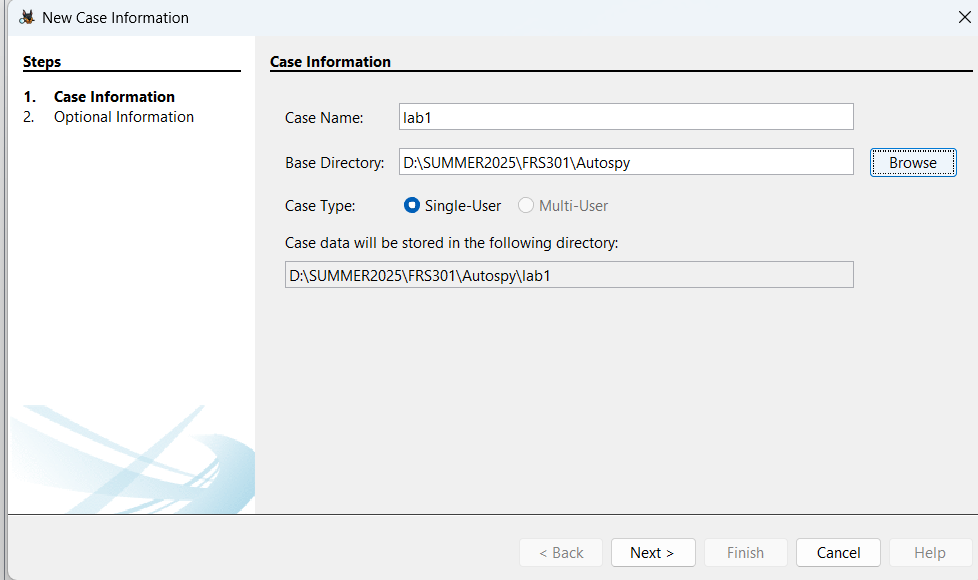 New Case Information
Steps
1. Case Information
2. Optional Information
Case Information
Case Name: lab1
Base Directory: D:\SUMMER2025\FRS301\Autospy Browse
Case Type: Single-User Multi-User
Case data will be stored in the following directory:
D:\SUMMER2025\FRS301\Autospy\lab1
< Back Next > Finish Cancel Help